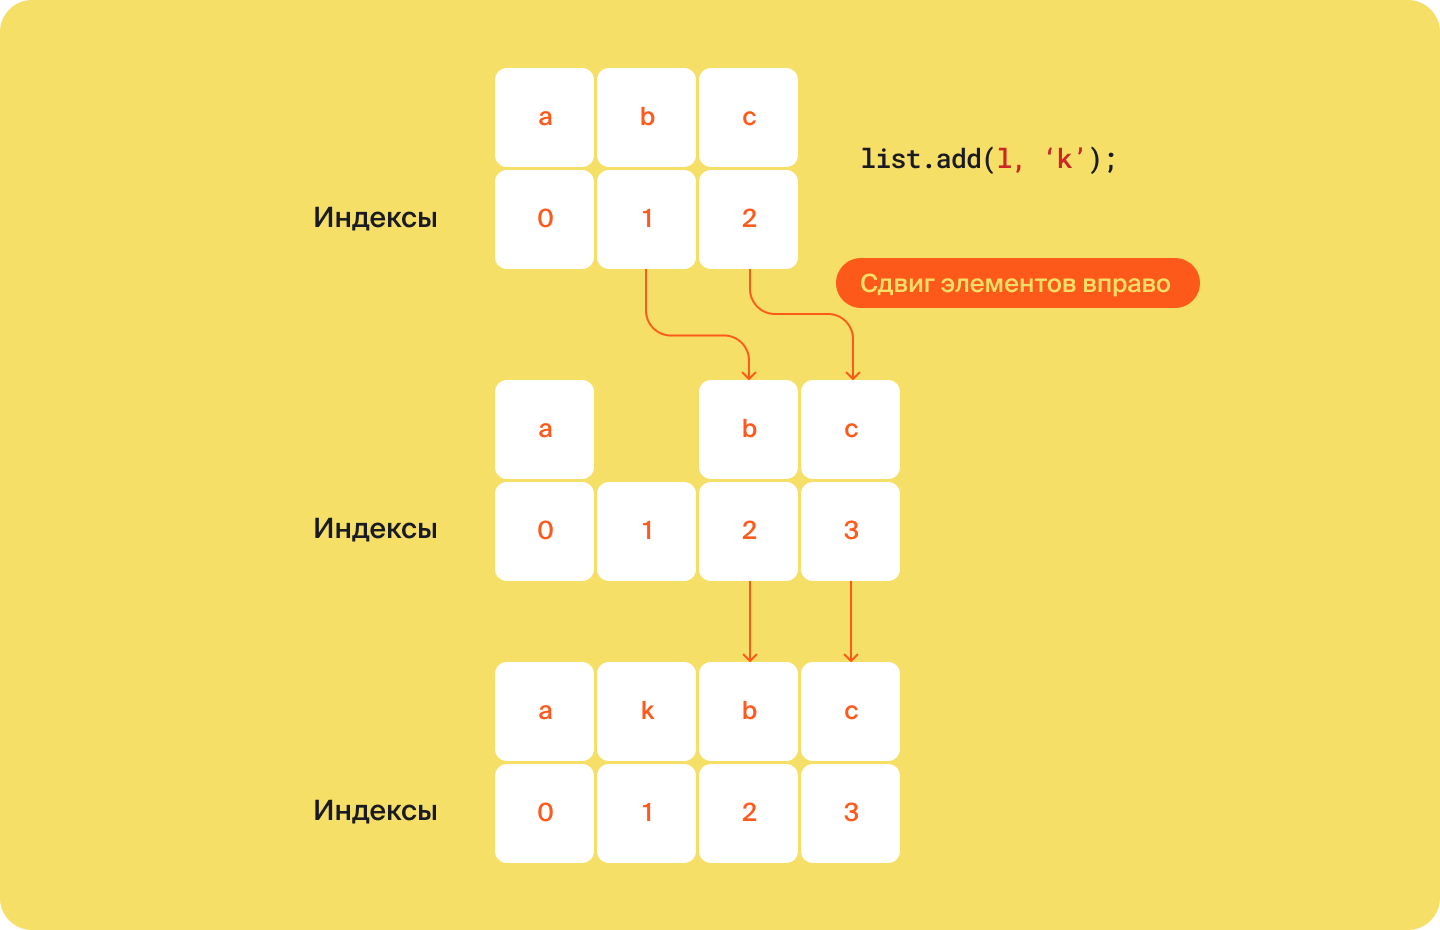 a b c
list.add(l, ‘k’);
Индексы 0 1 2
Сдвиг элементов вправо
a b c
Индексы 0 1 2 3
a k b c
Индексы 0 1 2 3